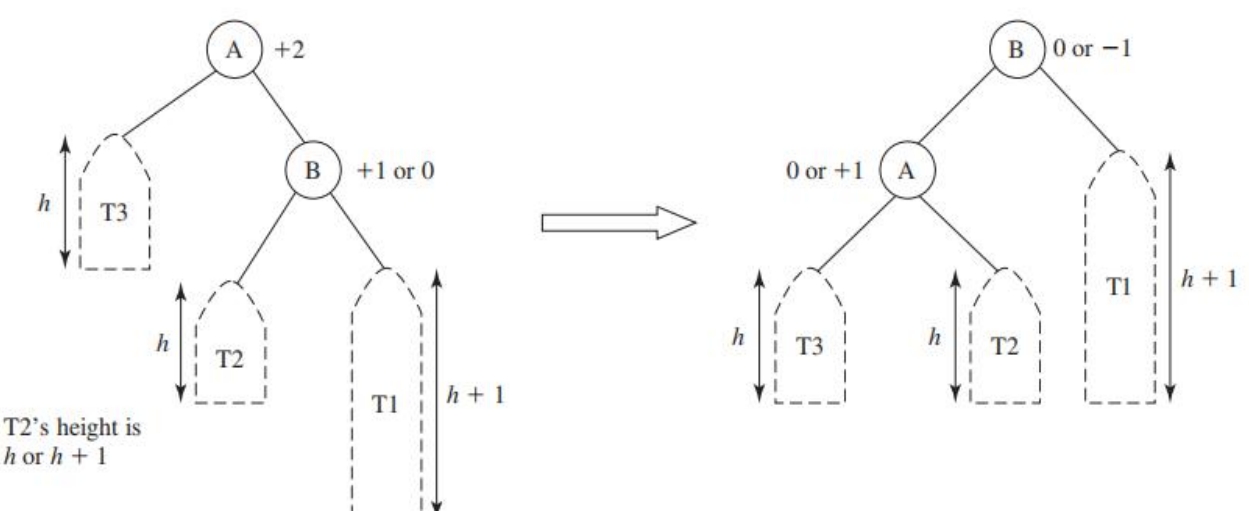 A +2
B 0 or −1
B +1 or 0
0 or +1 A
h T3
T1 h + 1
h T2
T1 h + 1
h T3
h T2
T2's height is
h or h + 1